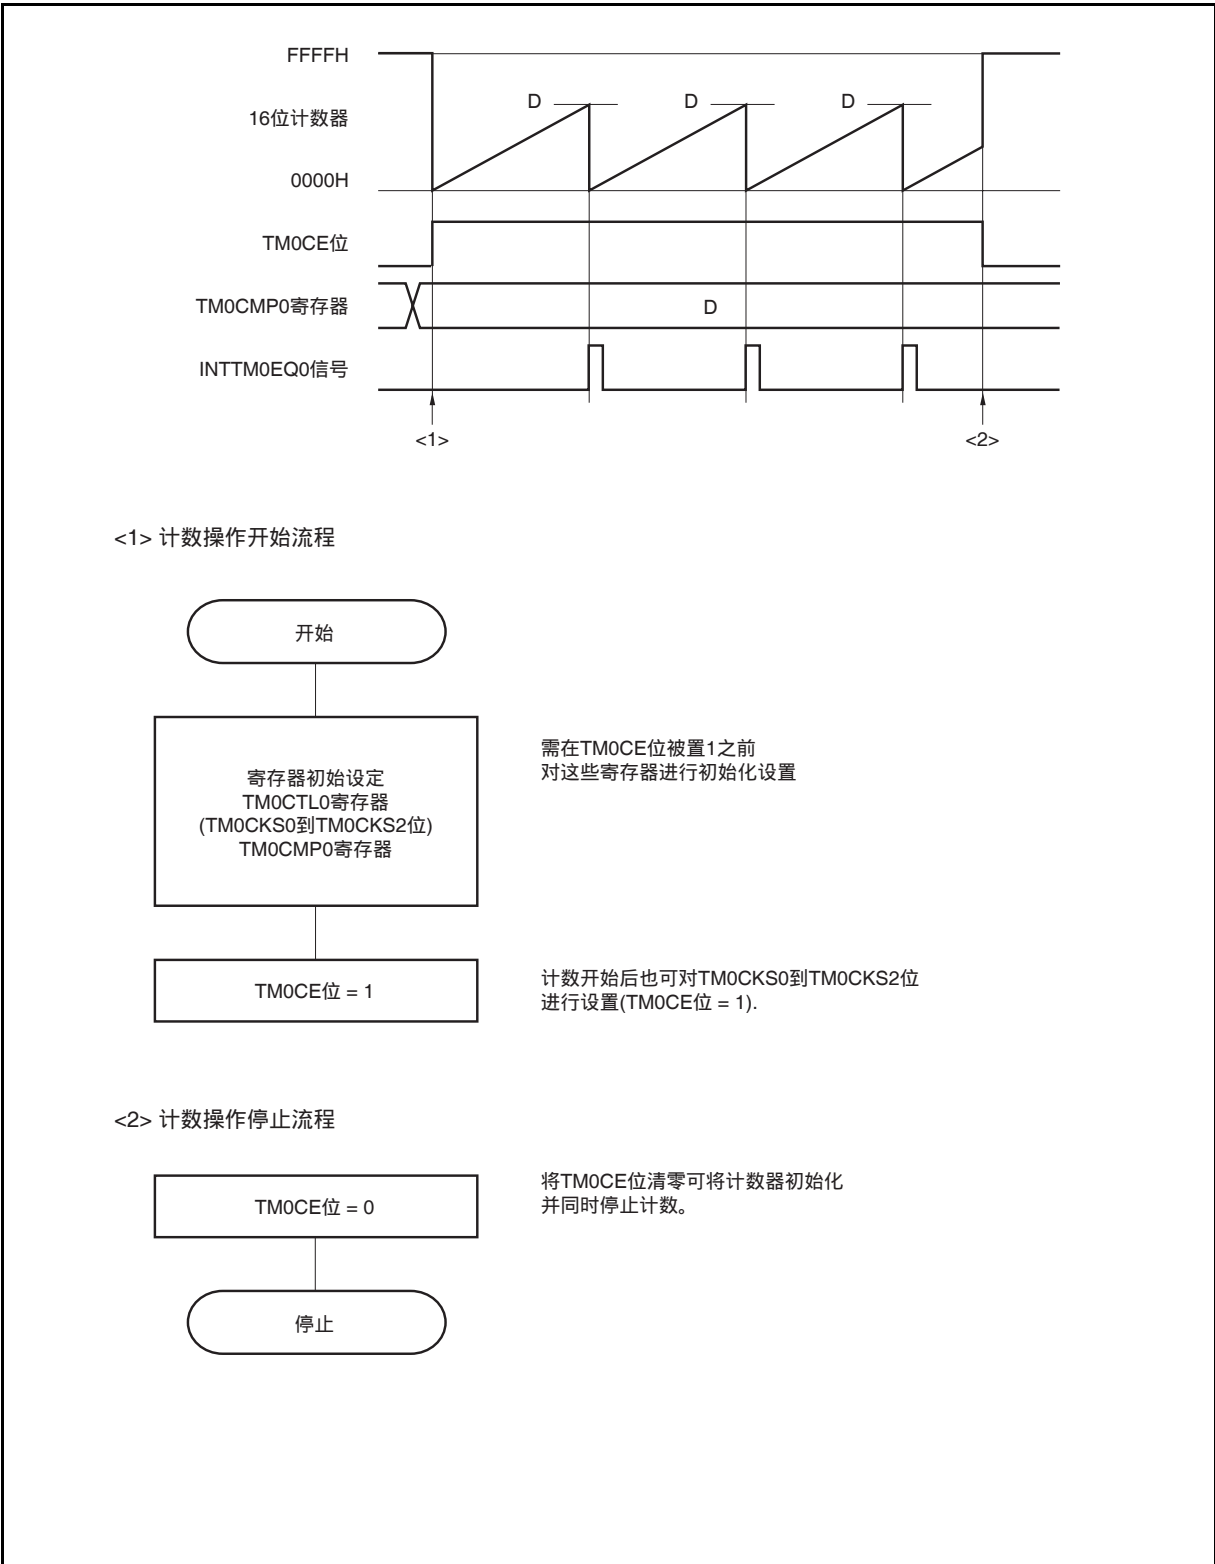 FFFFH
D D D
16位计数器
0000H
TM0CE位
TM0CMP0寄存器 D
INTTM0EQ0信号
<1> <2>
<1> 计数操作开始流程
开始
需在TM0CE位被置1之前
对这些寄存器进行初始化设置
寄存器初始设定
TM0CTL0寄存器
(TM0CKS0到TM0CKS2位)
TM0CMP0寄存器
TM0CE位 = 1
计数开始后也可对TM0CKS0到TM0CKS2位
进行设置(TM0CE位 = 1).
<2> 计数操作停止流程
TM0CE位 = 0
将TM0CE位清零可将计数器初始化
并同时停止计数。
停止